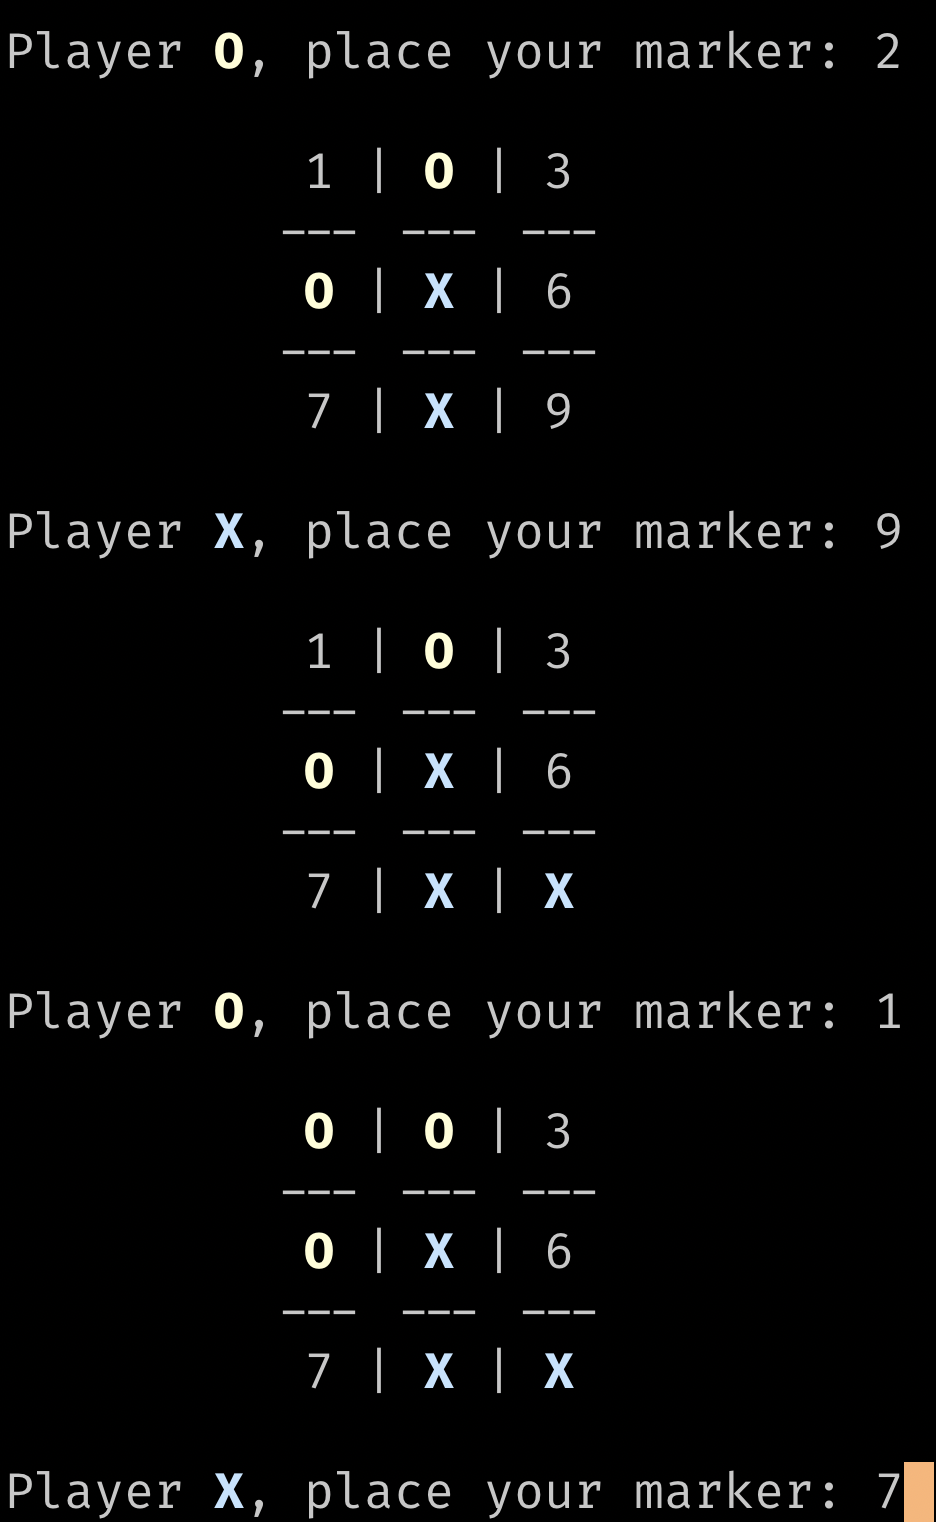 Player O, place your marker: 2
1 | O | 3
--- --- ---
O | X | 6
--- --- ---
7 | X | 9
Player X, place your marker: 9
1 | O | 3
--- --- ---
O | X | 6
--- --- ---
7 | X | X
Player O, place your marker: 1
O | O | 3
--- --- ---
O | X | 6
--- --- ---
7 | X | X
Player X, place your marker: 7